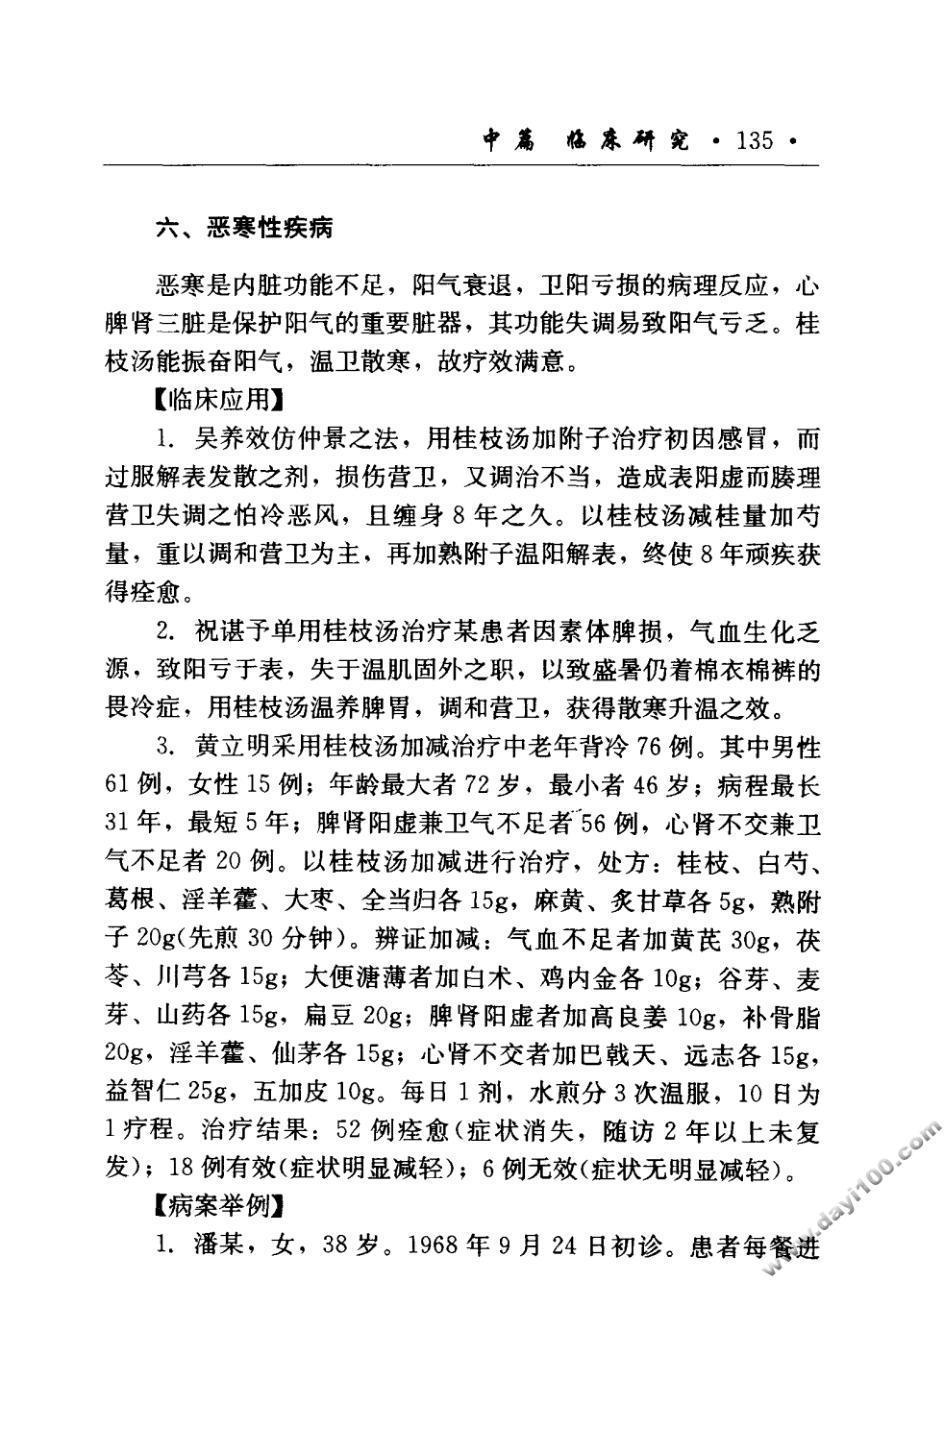 中篇 临床研究 · 135 ·
六、恶寒性疾病
恶寒是内脏功能不足，阳气衰退，卫阳亏损的病理反应，心
脾肾三脏是保护阳气的重要脏器，其功能失调易致阳气亏乏。桂
枝汤能振奋阳气，温卫散寒，故疗效满意。
【临床应用】
1. 吴养效仿仲景之法，用桂枝汤加附子治疗初因感冒，而
过服解表发散之剂，损伤营卫，又调治不当，造成表阳虚而腠理
营卫失调之怕冷恶风，且缠身 8 年之久。以桂枝汤减桂量加芍
量，重以调和营卫为主，再加熟附子温阳解表，终使 8 年顽疾获
得痊愈。
2. 祝谌予单用桂枝汤治疗某患者因素体脾损，气血生化乏
源，致阳亏于表，失于温肌固外之职，以致盛暑仍着棉衣棉裤的
畏冷症，用桂枝汤温养脾胃，调和营卫，获得散寒升温之效。
3. 黄立明采用桂枝汤加减治疗中老年背冷 76 例。其中男性
61 例，女性 15 例；年龄最大者 72 岁，最小者 46 岁；病程最长
31 年，最短 5 年；脾肾阳虚兼卫气不足者 56 例，心肾不交兼卫
气不足者 20 例。以桂枝汤加减进行治疗，处方：桂枝、白芍、
葛根、淫羊藿、大枣、全当归各 15g，麻黄、炙甘草各 5g，熟附
子 20g(先煎 30 分钟)。辨证加减：气血不足者加黄芪 30g，茯
苓、川芎各 15g；大便溏薄者加白术、鸡内金各 10g；谷芽、麦
芽、山药各 15g，扁豆 20g；脾肾阳虚者加高良姜 10g，补骨脂
20g，淫羊藿、仙茅各 15g；心肾不交者加巴戟天、远志各 15g，
益智仁 25g，五加皮 10g。每日 1 剂，水煎分 3 次温服，10 日为
1 疗程。治疗结果：52 例痊愈(症状消失，随访 2 年以上未复
发)；18 例有效(症状明显减轻)；6 例无效(症状无明显减轻)。
【病案举例】
1. 潘某，女，38 岁。1968 年 9 月 24 日初诊。患者每餐进
www.dayi100.com